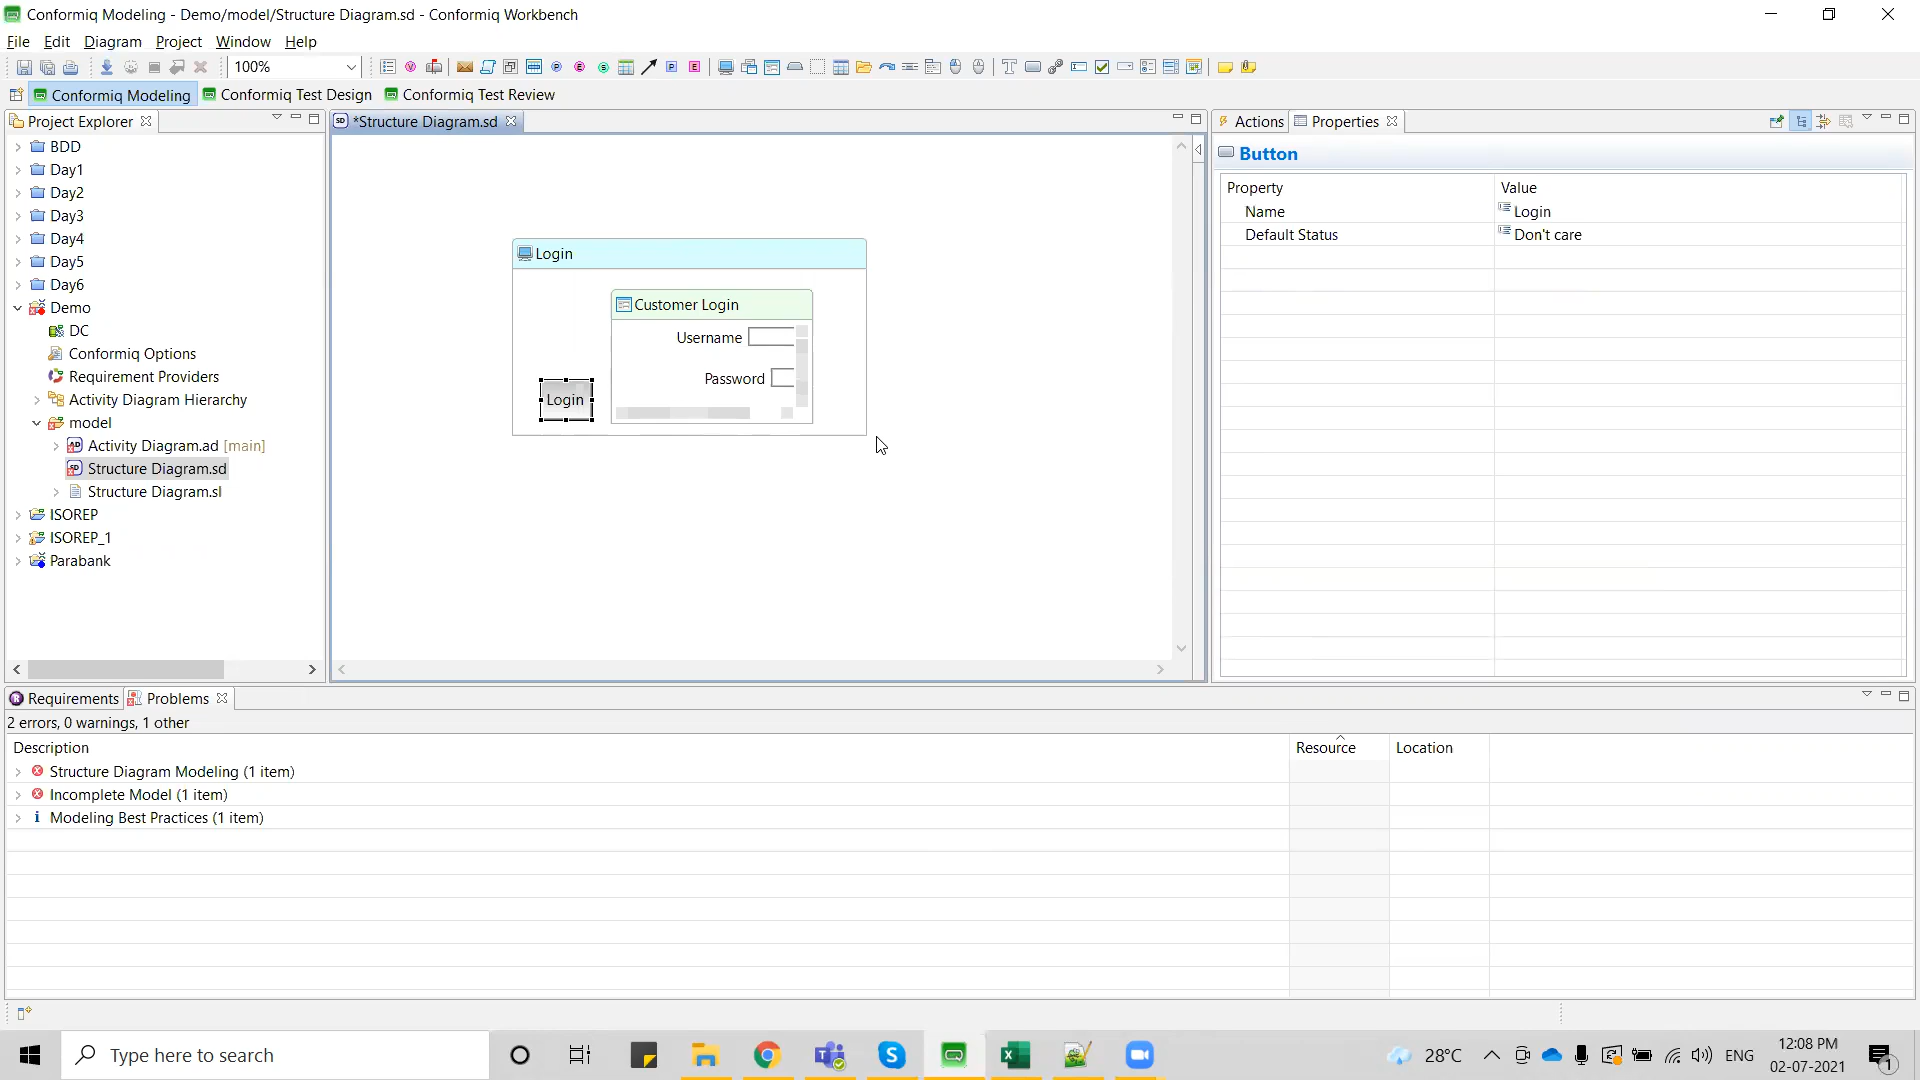 Conformiq Modeling - Demo/model/Structure Diagram.sd - Conformiq Workbench
File Edit Diagram Project Window Help
100%
Conformiq Modeling Conformiq Test Design Conformiq Test Review
Project Explorer
BDD
Day1
Day2
Day3
Day4
Day5
Day6
Demo
DC
Conformiq Options
Requirement Providers
Activity Diagram Hierarchy
model
Activity Diagram.ad [main]
Structure Diagram.sd
Structure Diagram.sl
ISOREP
ISOREP_1
Parabank
*Structure Diagram.sd
Login
Customer Login
Username
Password
Login
Actions Properties
Button
Property Value
Name Login
Default Status Don't care
Requirements Problems
2 errors, 0 warnings, 1 other
Description Resource Location
Structure Diagram Modeling (1 item)
Incomplete Model (1 item)
Modeling Best Practices (1 item)
Type here to search
28°C
ENG
12:08 PM
02-07-2021
1